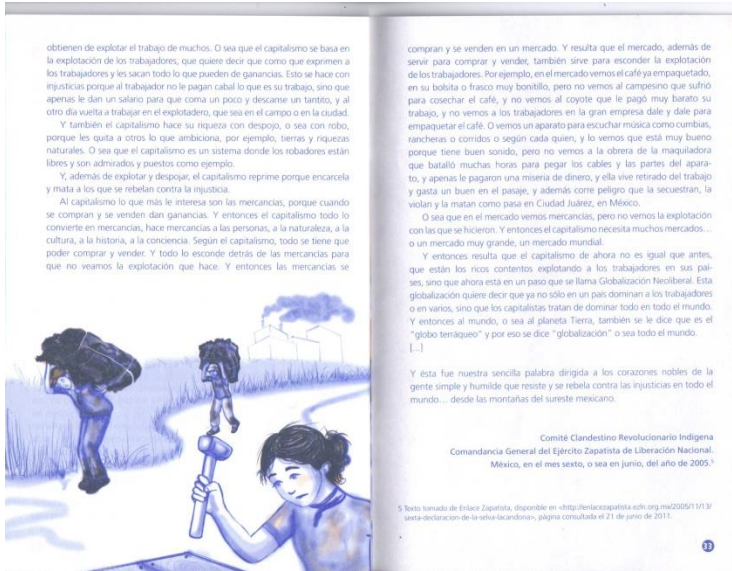 obtienen de explotar el trabajo de muchos. O sea que el capitalismo se basa en
la explotación de los trabajadores, que quiere decir que como que exprimen a
los trabajadores y les sacan todo lo que pueden de ganancias. Esto se hace con
injusticias porque al trabajador no le pagan cabal lo que es su trabajo, sino que
apenas le dan un salario para que coma un poco y descanse un tantito, y al
otro día vuelta a trabajar en el explotadero, que sea en el campo o en la ciudad.
Y también el capitalismo hace su riqueza con despojo, o sea con robo,
porque les quita a otros lo que ambiciona, por ejemplo, tierras y riquezas
naturales. O sea que el capitalismo es un sistema donde los robadores están
libres y son admirados y puestos como ejemplo.
Y, además de explotar y despojar, el capitalismo reprime porque encarcela
y mata a los que se rebelan contra la injusticia.
Al capitalismo lo que más le interesa son las mercancías, porque cuando
se compran y se venden dan ganancias. Y entonces el capitalismo todo lo
convierte en mercancías, hace mercancías a las personas, a la naturaleza, a la
cultura, a la historia, a la conciencia. Según el capitalismo, todo se tiene que
poder comprar y vender. Y todo lo esconde detrás de las mercancías para
que no veamos la explotación que hace. Y entonces las mercancías se
compran y se venden en un mercado. Y resulta que el mercado, además de
servir para comprar y vender, también sirve para esconder la explotación
de los trabajadores. Por ejemplo, en el mercado vemos el café ya empaquetado,
en su bolsita o frasco muy bonitillo, pero no vemos al campesino que sufrió
para cosechar el café, y no vemos al coyote que le pagó muy barato su
trabajo, y no vemos a los trabajadores en la gran empresa dale y dale para
empaquetar el café. O vemos un aparato para escuchar música como cumbias,
rancheras o corridos o según cada quien, y lo vemos que está muy bueno
porque tiene buen sonido, pero no vemos a la obrera de la maquiladora
que batalló muchas horas para pegar los cables y las partes del apara-
to, y apenas le pagaron una miseria de dinero, y ella vive retirado del trabajo
y gasta un buen en el pasaje, y además corre peligro que la secuestran, la
violan y la matan como pasa en Ciudad Juárez, en México.
O sea que en el mercado vemos mercancías, pero no vemos la explotación
con las que se hicieron. Y entonces el capitalismo necesita muchos mercados...
o un mercado muy grande, un mercado mundial.
Y entonces resulta que el capitalismo de ahora no es igual que antes,
que están los ricos contentos explotando a los trabajadores en sus paí-
ses, sino que ahora está en un paso que se llama Globalización Neoliberal. Esta
globalización quiere decir que ya no sólo en un país dominan a los trabajadores
o en varios, sino que los capitalistas tratan de dominar todo en todo el mundo.
Y entonces al mundo, o sea al planeta Tierra, también se le dice que es el
"globo terráqueo" y por eso se dice "globalización" o sea todo el mundo.
[...]
Y ésta fue nuestra sencilla palabra dirigida a los corazones nobles de la
gente simple y humilde que resiste y se rebela contra las injusticias en todo el
mundo... desde las montañas del sureste mexicano.
Comité Clandestino Revolucionario Indígena
Comandancia General del Ejército Zapatista de Liberación Nacional.
México, en el mes sexto, o sea en junio, del año de 2005.⁵
5 Texto tomado de Enlace Zapatista, disponible en <http://enlacezapatista.ezln.org.mx/2005/11/13/
sexta-declaracion-de-la-selva-lacandona>, página consultada el 21 de junio de 2011.
33